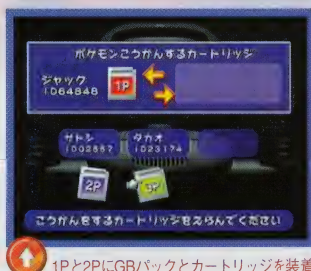 ポケモンこうかんするカートリッジ
ジャック
ID64848
1P
サトシ
ID02887
タカオ
ID23174
2P
3P
こうかんをするカートリッジをえらんでください
1Pと2PにGBパックとカートリッジを装着